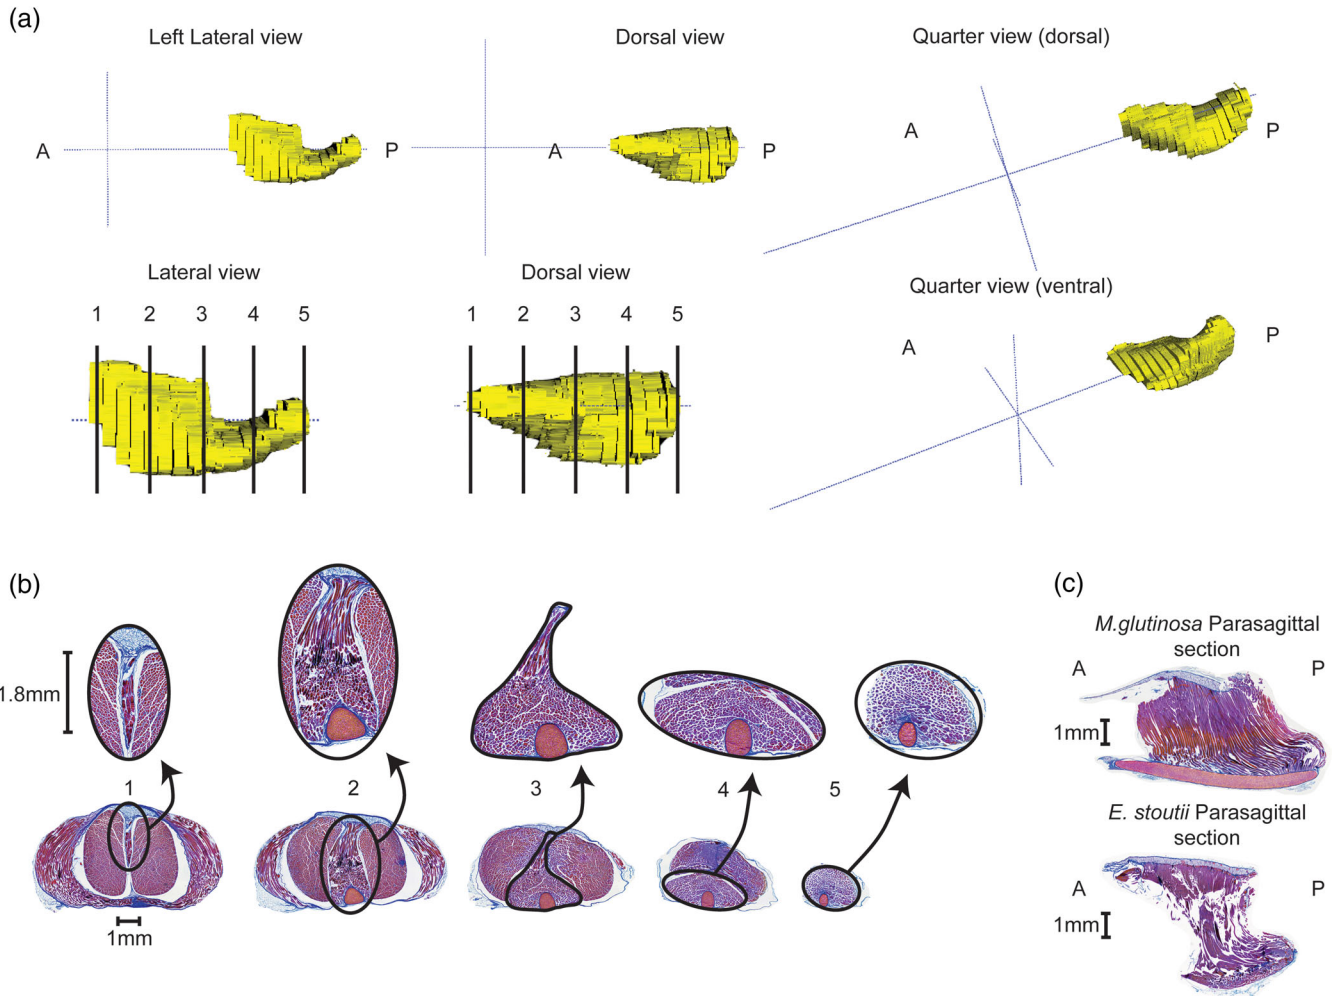 (a)
Left Lateral view
Dorsal view
Quarter view (dorsal)
A
P
A
P
A
P
Lateral view
Dorsal view
Quarter view (ventral)
1 2 3 4 5
1 2 3 4 5
A
P
(b)
(c)
M.glutinosa Parasagittal
section
A
P
1.8mm
1mm
1
2
3
4
5
E. stoutii Parasagittal
section
A
P
1mm
1mm